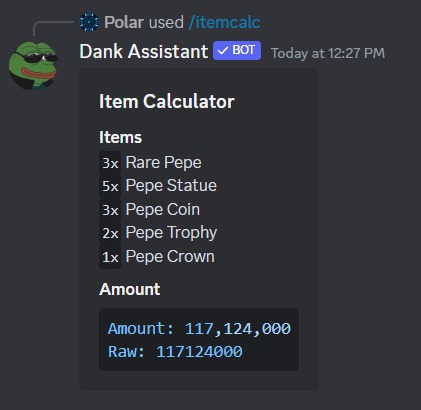 Polar used /itemcalc
Dank Assistant ✓ BOT Today at 12:27 PM
Item Calculator
Items
3x Rare Pepe
5x Pepe Statue
3x Pepe Coin
2x Pepe Trophy
1x Pepe Crown
Amount
Amount: 117,124,000
Raw: 117124000